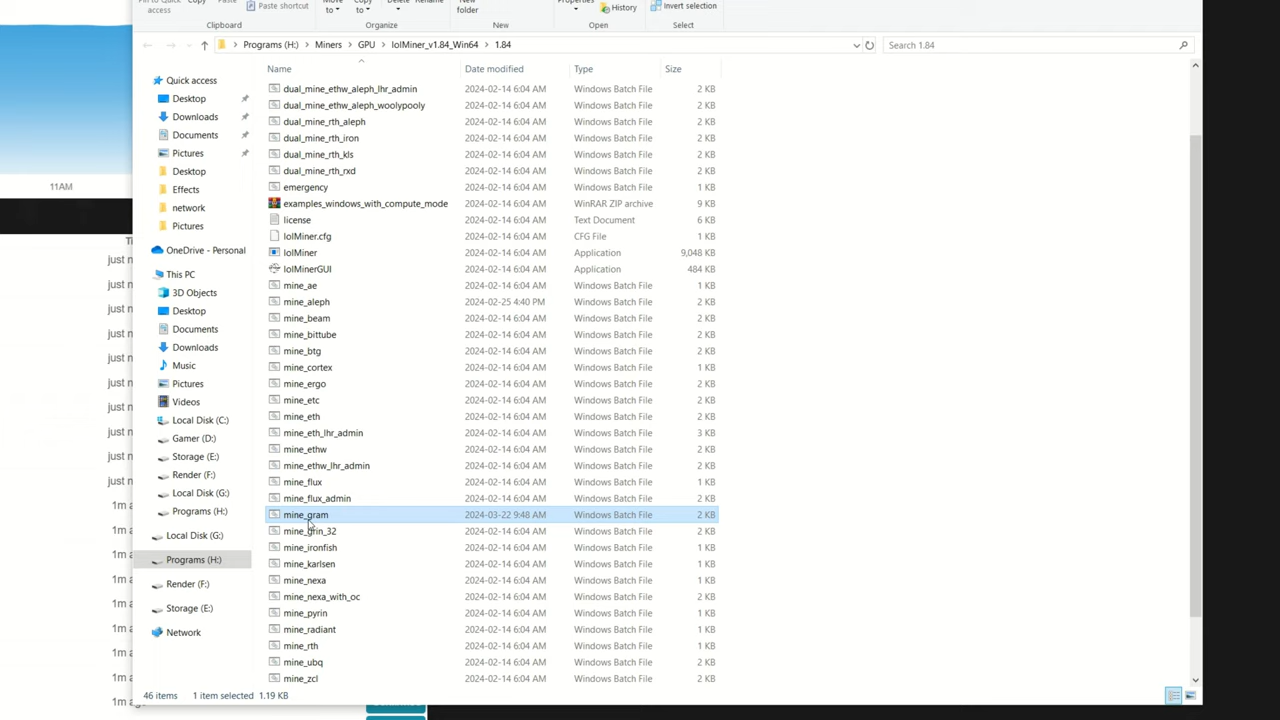 Pin to Quick access
Copy
Paste
Paste shortcut
Move to
Copy to
Delete
Rename
New folder
Properties
History
Invert selection
Clipboard
Organize
New
Open
Select
Programs (H:) > Miners > GPU > lolMiner_v1.84_Win64 > 1.84
Search 1.84
Name Date modified Type Size
dual_mine_ethw_aleph_lhr_admin 2024-02-14 6:04 AM Windows Batch File 2 KB
dual_mine_ethw_aleph_woolypooly 2024-02-14 6:04 AM Windows Batch File 2 KB
dual_mine_rth_aleph 2024-02-14 6:04 AM Windows Batch File 2 KB
dual_mine_rth_iron 2024-02-14 6:04 AM Windows Batch File 2 KB
dual_mine_rth_kls 2024-02-14 6:04 AM Windows Batch File 2 KB
dual_mine_rth_rxd 2024-02-14 6:04 AM Windows Batch File 2 KB
emergency 2024-02-14 6:04 AM Windows Batch File 1 KB
examples_windows_with_compute_mode 2024-02-14 6:04 AM WinRAR ZIP archive 9 KB
license 2024-02-14 6:04 AM Text Document 6 KB
lolMiner.cfg 2024-02-14 6:04 AM CFG File 1 KB
lolMiner 2024-02-14 6:04 AM Application 9,048 KB
lolMinerGUI 2024-02-14 6:04 AM Application 484 KB
mine_ae 2024-02-14 6:04 AM Windows Batch File 1 KB
mine_aleph 2024-02-25 4:40 PM Windows Batch File 2 KB
mine_beam 2024-02-14 6:04 AM Windows Batch File 2 KB
mine_bittube 2024-02-14 6:04 AM Windows Batch File 2 KB
mine_btg 2024-02-14 6:04 AM Windows Batch File 2 KB
mine_cortex 2024-02-14 6:04 AM Windows Batch File 1 KB
mine_ergo 2024-02-14 6:04 AM Windows Batch File 2 KB
mine_etc 2024-02-14 6:04 AM Windows Batch File 2 KB
mine_eth 2024-02-14 6:04 AM Windows Batch File 2 KB
mine_eth_lhr_admin 2024-02-14 6:04 AM Windows Batch File 3 KB
mine_ethw 2024-02-14 6:04 AM Windows Batch File 2 KB
mine_ethw_lhr_admin 2024-02-14 6:04 AM Windows Batch File 2 KB
mine_flux 2024-02-14 6:04 AM Windows Batch File 2 KB
mine_flux_admin 2024-02-14 6:04 AM Windows Batch File 2 KB
mine_gram 2024-03-22 9:48 AM Windows Batch File 2 KB
mine_grin_32 2024-02-14 6:04 AM Windows Batch File 2 KB
mine_ironfish 2024-02-14 6:04 AM Windows Batch File 1 KB
mine_karlsen 2024-02-14 6:04 AM Windows Batch File 1 KB
mine_nexa 2024-02-14 6:04 AM Windows Batch File 1 KB
mine_nexa_with_oc 2024-02-14 6:04 AM Windows Batch File 2 KB
mine_pyrin 2024-02-14 6:04 AM Windows Batch File 1 KB
mine_radiant 2024-02-14 6:04 AM Windows Batch File 1 KB
mine_rth 2024-02-14 6:04 AM Windows Batch File 1 KB
mine_ubq 2024-02-14 6:04 AM Windows Batch File 2 KB
mine_zcl 2024-02-14 6:04 AM Windows Batch File 2 KB
Quick access
Desktop
Downloads
Documents
Pictures
Desktop
Effects
network
Pictures
OneDrive - Personal
This PC
3D Objects
Desktop
Documents
Downloads
Music
Pictures
Videos
Local Disk (C:)
Gamer (D:)
Storage (E:)
Render (F:)
Local Disk (G:)
Programs (H:)
Local Disk (G:)
Programs (H:)
Render (F:)
Storage (E:)
Network
46 items 1 item selected 1.19 KB
11AM
just
just
just
just
just
just
just
just
just
just
1m
1m
1m
1m
1m
1m
1m
1m
1m